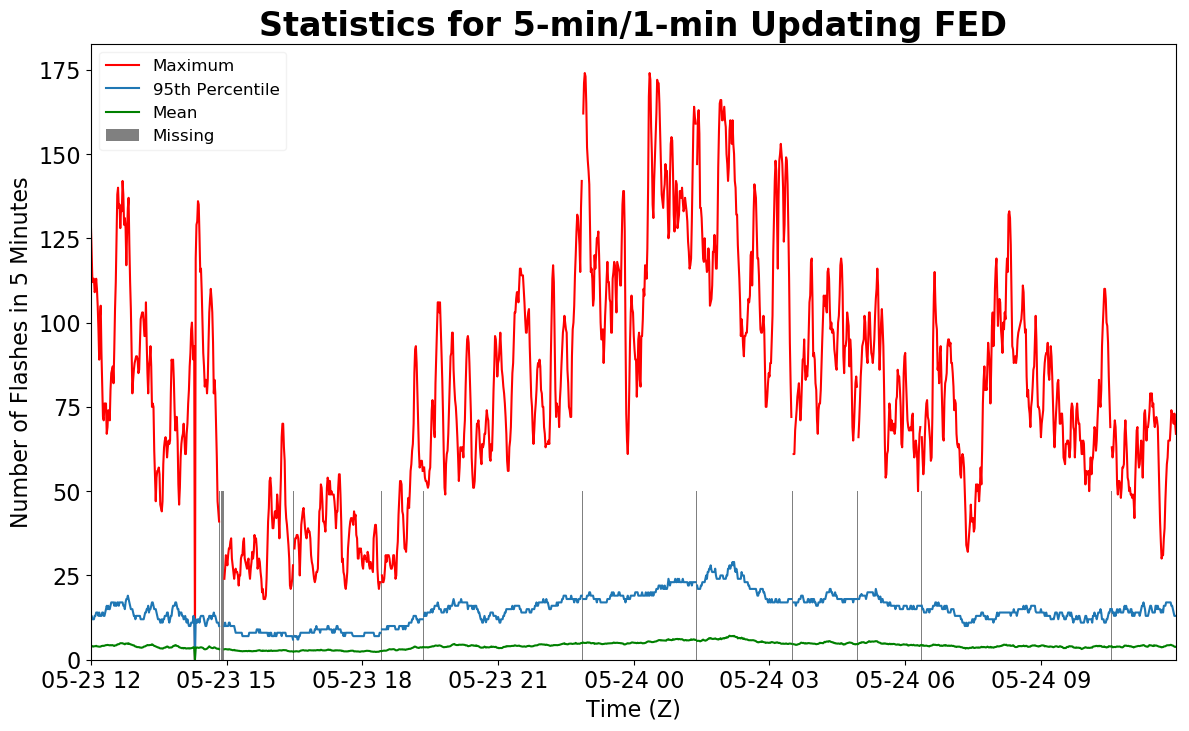 Statistics for 5-min/1-min Updating FED
Maximum
95th Percentile
Mean
Missing
Number of Flashes in 5 Minutes
175
150
125
100
75
50
25
0
05-23 12 05-23 15 05-23 18 05-23 21 05-24 00 05-24 03 05-24 06 05-24 09
Time (Z)